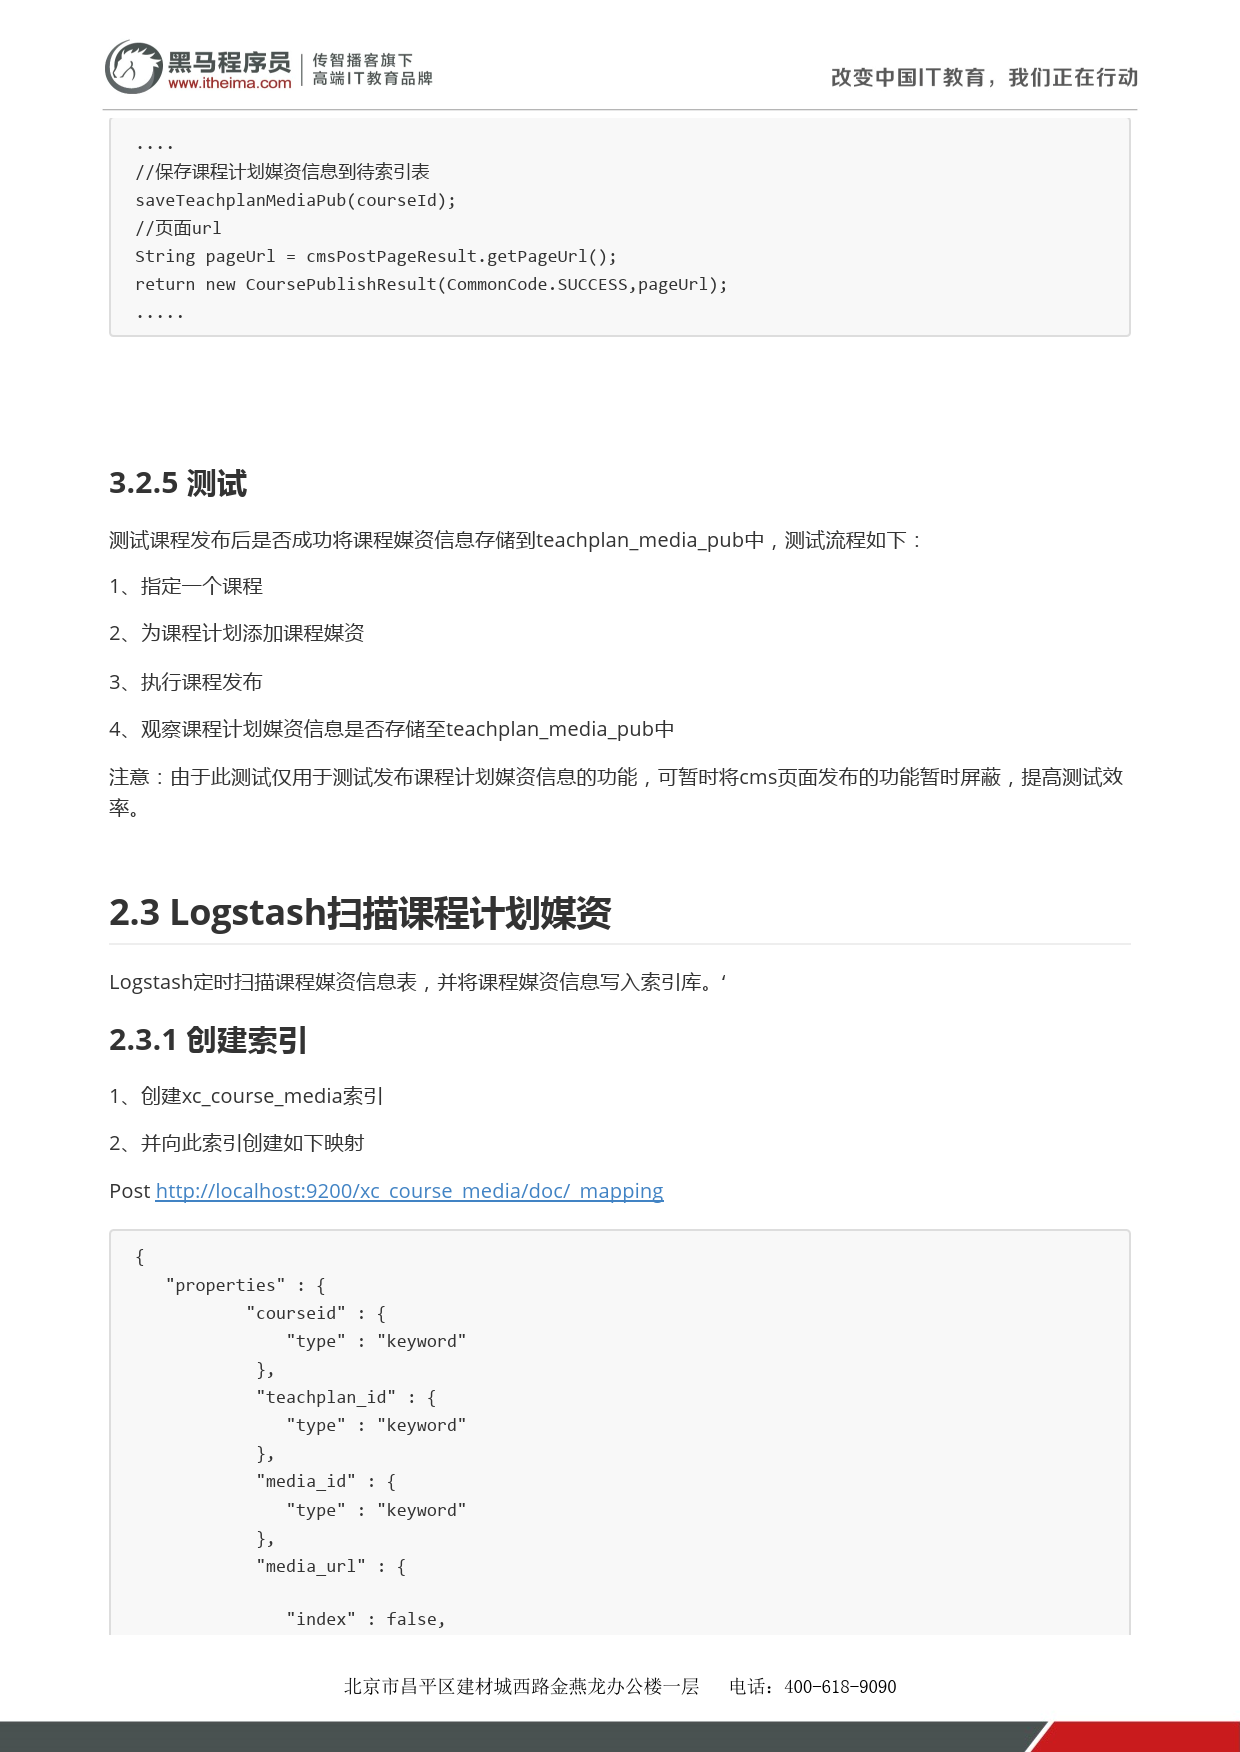 黑马程序员
www.itheima.com
传智播客旗下
高端IT教育品牌
改变中国IT教育，我们正在行动
....
//保存课程计划媒资信息到待索引表
saveTeachplanMediaPub(courseId);
//页面url
String pageUrl = cmsPostPageResult.getPageUrl();
return new CoursePublishResult(CommonCode.SUCCESS,pageUrl);
.....
3.2.5 测试
测试课程发布后是否成功将课程媒资信息存储到teachplan_media_pub中，测试流程如下：
1、指定一个课程
2、为课程计划添加课程媒资
3、执行课程发布
4、观察课程计划媒资信息是否存储至teachplan_media_pub中
注意：由于此测试仅用于测试发布课程计划媒资信息的功能，可暂时将cms页面发布的功能暂时屏蔽，提高测试效
率。
2.3 Logstash扫描课程计划媒资
Logstash定时扫描课程媒资信息表，并将课程媒资信息写入索引库。‘
2.3.1 创建索引
1、创建xc_course_media索引
2、并向此索引创建如下映射
Post http://localhost:9200/xc_course_media/doc/_mapping
{
"properties" : {
"courseid" : {
"type" : "keyword"
},
"teachplan_id" : {
"type" : "keyword"
},
"media_id" : {
"type" : "keyword"
},
"media_url" : {
"index" : false,
北京市昌平区建材城西路金燕龙办公楼一层 电话：400-618-9090